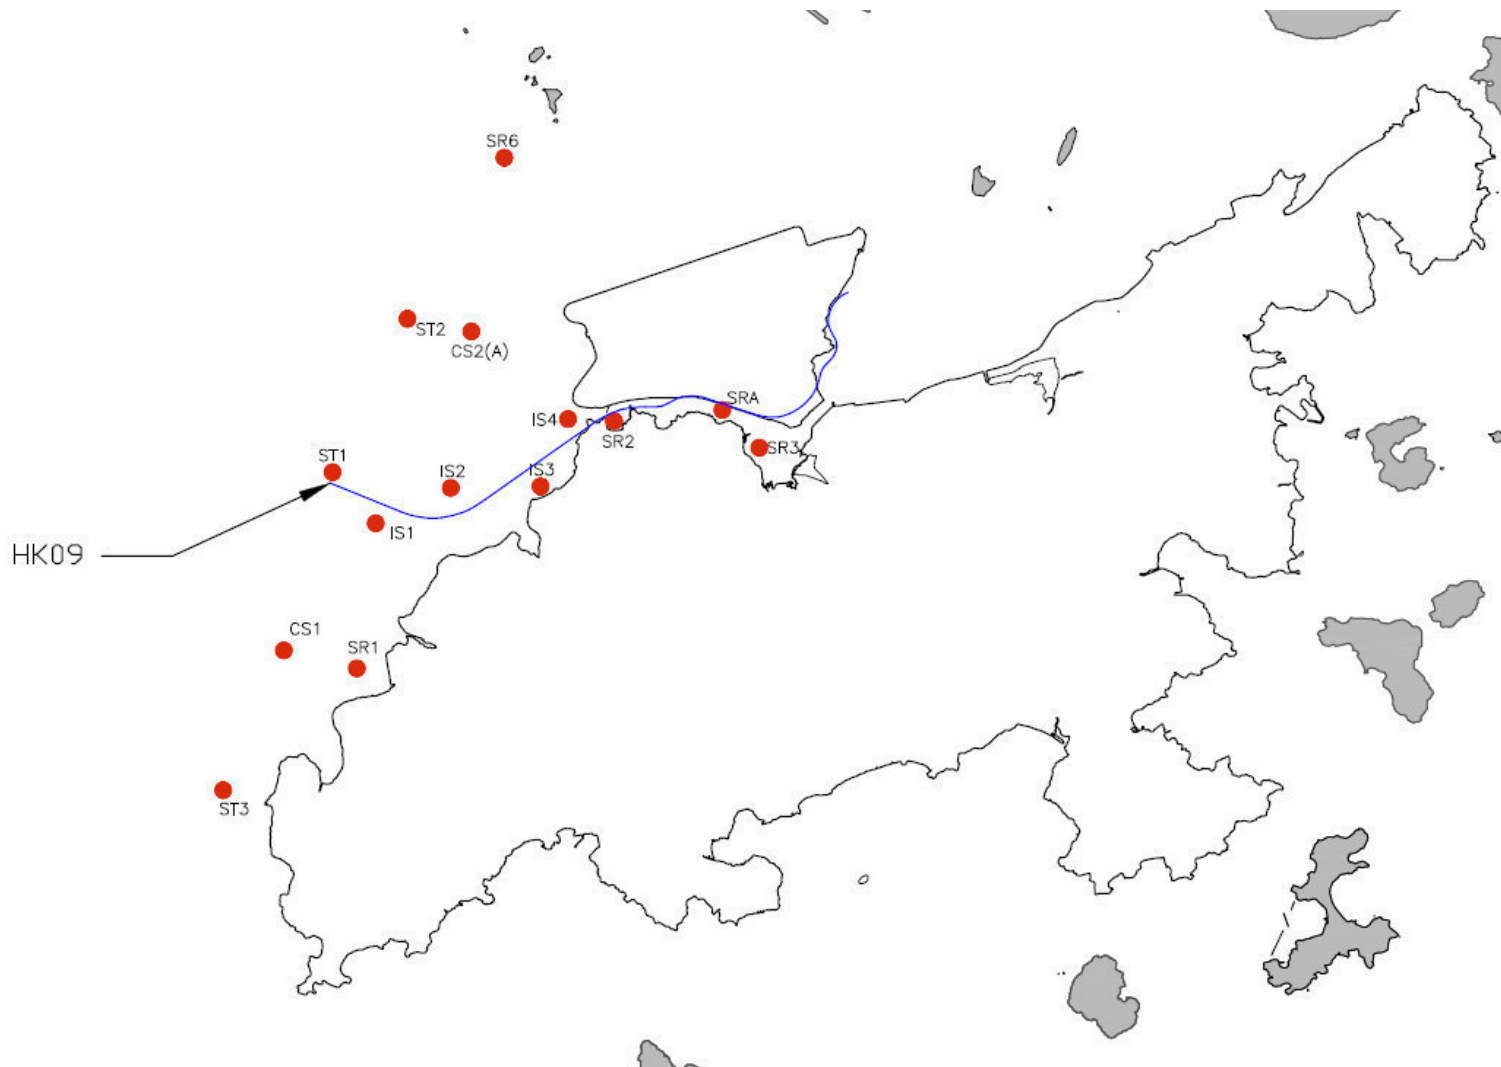 SR6
ST2
CS2(A)
SRA
IS4
SR2
SR3
ST1
IS2
IS3
IS1
HK09
CS1
SR1
ST3